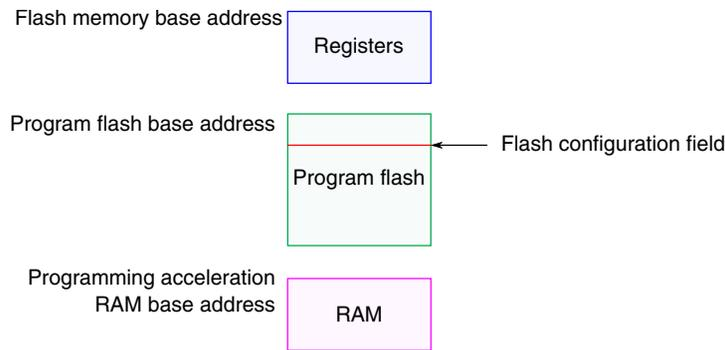 Flash memory base address
Registers
Program flash base address
Flash configuration field
Program flash
Programming acceleration
RAM base address
RAM